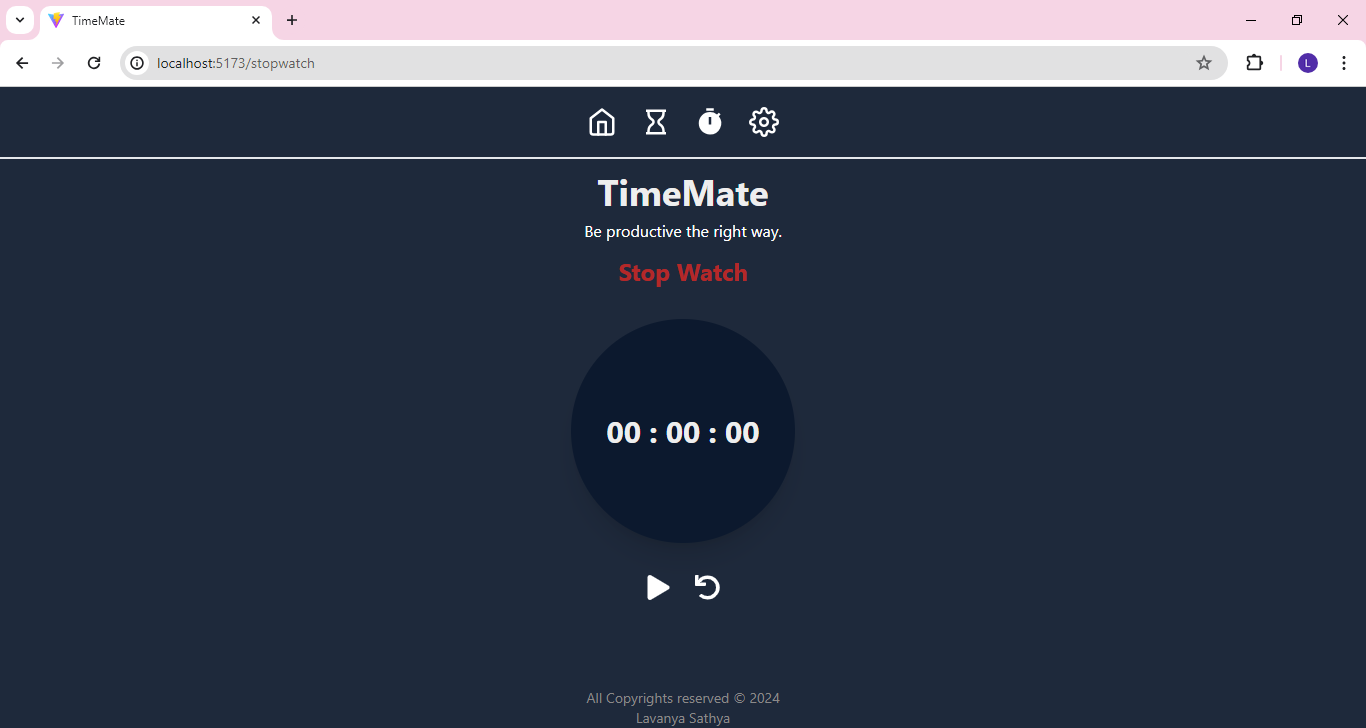 TimeMate
localhost:5173/stopwatch
L
TimeMate
Be productive the right way.
Stop Watch
00 : 00 : 00
All Copyrights reserved © 2024
Lavanya Sathya